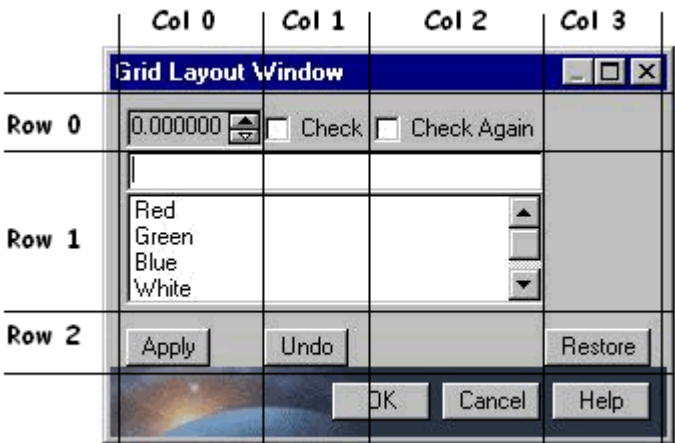 Col 0 Col 1 Col 2 Col 3
Grid Layout Window
Row 0 0.000000 Check Check Again
Red
Green
Row 1
Blue
White
Row 2 Apply Undo Restore
OK Cancel Help